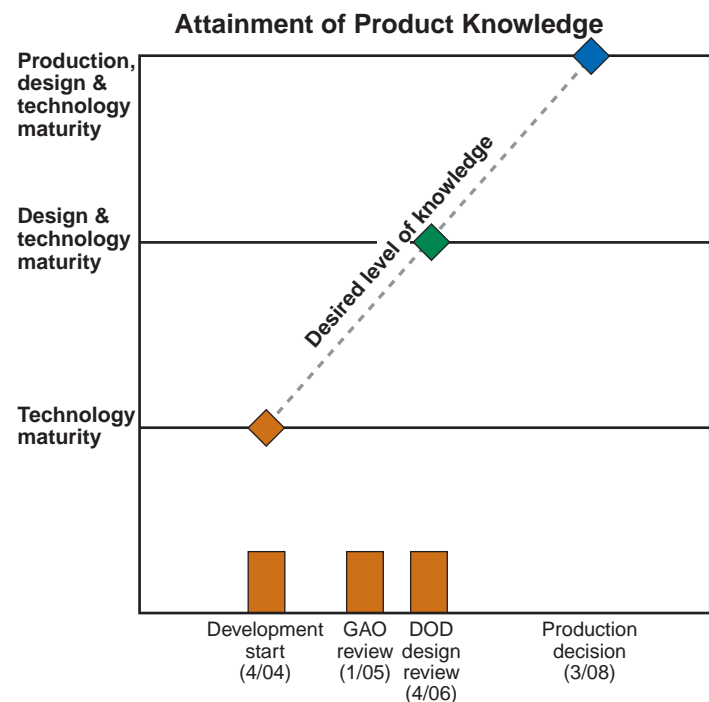 Attainment of Product Knowledge
Production,
design &
technology
maturity
Design &
technology
maturity
Technology
maturity
Desired level of knowledge
Development
start
(4/04)
GAO
review
(1/05)
DOD
design
review
(4/06)
Production
decision
(3/08)